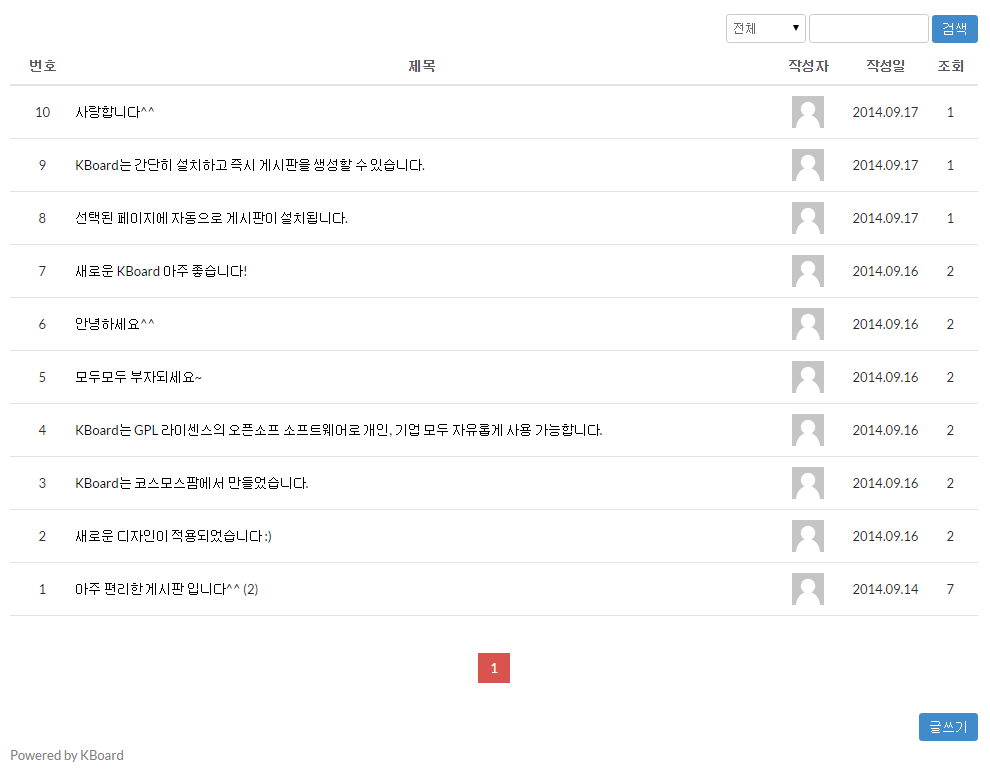 전체 ▼ 검색
번호 제목 작성자 작성일 조회
10 사랑합니다^^ 2014.09.17 1
9 KBoard는 간단히 설치하고 즉시 게시판을 생성할 수 있습니다. 2014.09.17 1
8 선택된 페이지에 자동으로 게시판이 설치됩니다. 2014.09.17 1
7 새로운 KBoard 아주 좋습니다! 2014.09.16 2
6 안녕하세요^^ 2014.09.16 2
5 모두모두 부자되세요~ 2014.09.16 2
4 KBoard는 GPL 라이센스의 오픈소프 소프트웨어로 개인, 기업 모두 자유롭게 사용 가능합니다. 2014.09.16 2
3 KBoard는 코스모스팜에서 만들었습니다. 2014.09.16 2
2 새로운 디자인이 적용되었습니다 :) 2014.09.16 2
1 아주 편리한 게시판 입니다^^ (2) 2014.09.14 7
1
글쓰기
Powered by KBoard